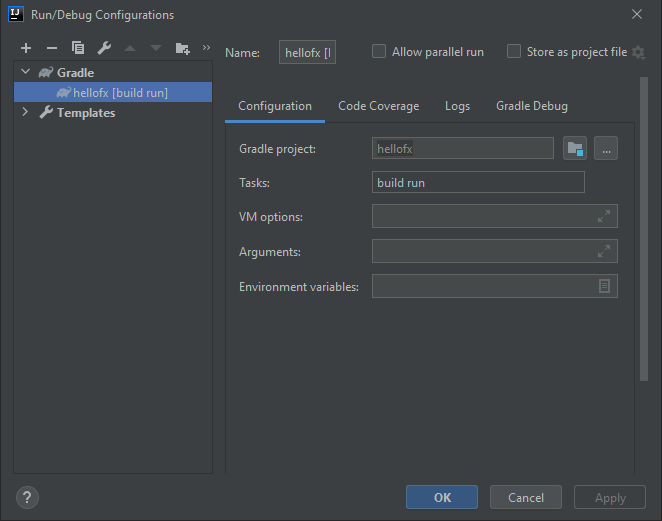 IJ Run/Debug Configurations
Name: hellofx [l Allow parallel run Store as project file
Gradle
hellofx [build run]
Templates
Configuration Code Coverage Logs Gradle Debug
Gradle project: hellofx ...
Tasks: build run
VM options:
Arguments:
Environment variables:
? OK Cancel Apply